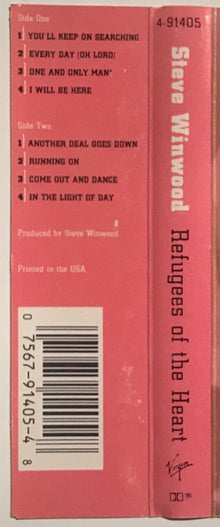 Side One
1 YOU'LL KEEP ON SEARCHING
2 EVERY DAY (OH LORD)
3 ONE AND ONLY MAN*
4 I WILL BE HERE
Side Two
1 ANOTHER DEAL GOES DOWN
2 RUNNING ON
3 COME OUT AND DANCE
4 IN THE LIGHT OF DAY
Produced by Steve Winwood
Printed in the USA
0 7567-91405-4 8
4-91405
Steve Winwood Refugees of the Heart
Virgin